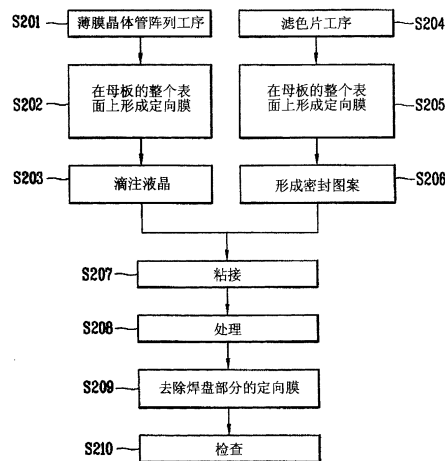 S201
薄膜晶体管阵列工序
S204
滤色片工序
S202
在母板的整个表
面上形成定向膜
S205
在母板的整个表
面上形成定向膜
S203
滴注液晶
S206
形成密封图案
S207
粘接
S208
处理
S209
去除焊盘部分的定向膜
S210
检查